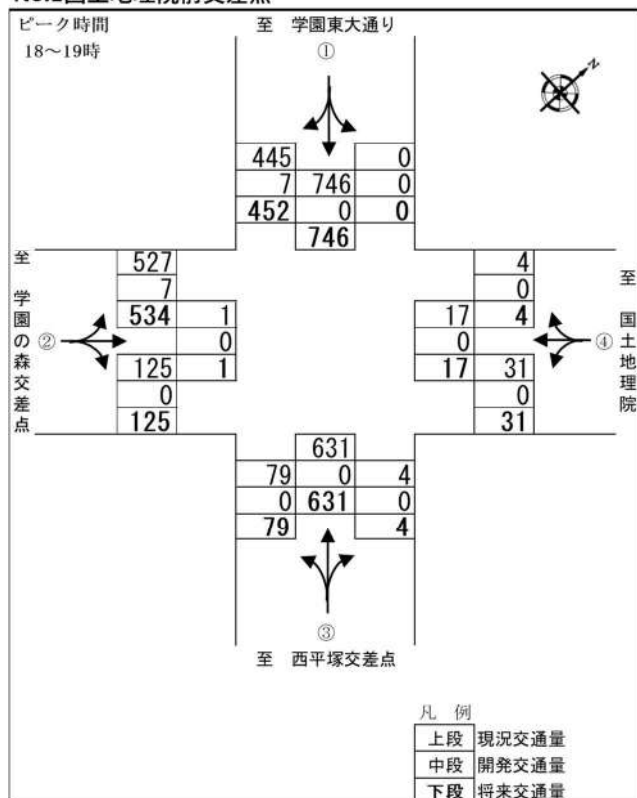 ピーク時間
18～19時
至 学園東大通り
①
N
445 0
7 746 0
452 0 0
746
至 学園の森交差点
②
527
7
534 1
0
125 1
0
125
4
0
17 4
0
17 31
0
31
④
至 国土地理院
631
79 0 4
0 631 0
79 4
③
至 西平塚交差点
凡 例
上段 現況交通量
中段 開発交通量
下段 将来交通量